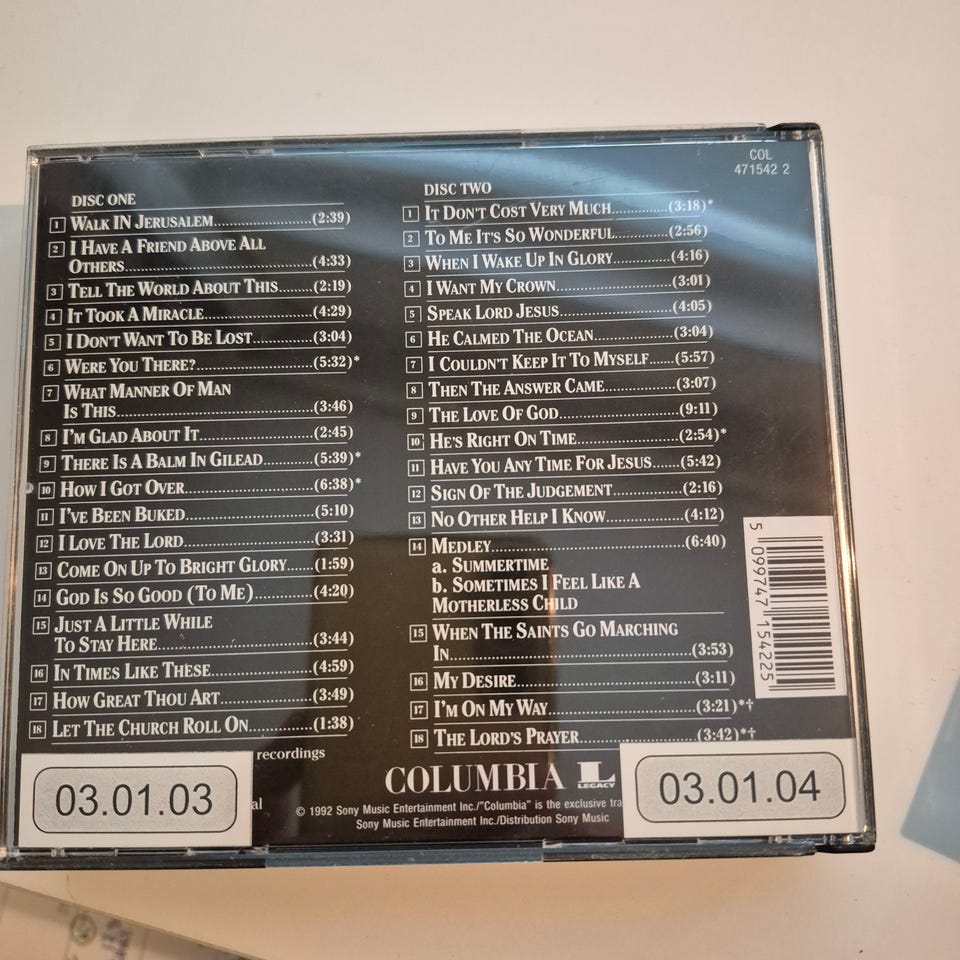 COL
471542 2
DISC ONE
1 WALK IN JERUSALEM..........(2:39)
2 I HAVE A FRIEND ABOVE ALL
OTHERS..........(4:33)
3 TELL THE WORLD ABOUT THIS..........(2:19)
4 IT TOOK A MIRACLE..........(4:29)
5 I DON'T WANT TO BE LOST..........(3:04)
6 WERE YOU THERE?..........(5:32)*
7 WHAT MANNER OF MAN
IS THIS..........(3:46)
8 I'M GLAD ABOUT IT..........(2:45)
9 THERE IS A BALM IN GILEAD..........(5:39)*
10 HOW I GOT OVER..........(6:38)*
11 I'VE BEEN BUKED..........(5:10)
12 I LOVE THE LORD..........(3:31)
13 COME ON UP TO BRIGHT GLORY..........(1:59)
14 GOD IS SO GOOD (TO ME)..........(4:20)
15 JUST A LITTLE WHILE
TO STAY HERE..........(3:44)
16 IN TIMES LIKE THESE..........(4:59)
17 HOW GREAT THOU ART..........(3:49)
18 LET THE CHURCH ROLL ON..........(1:38)
DISC TWO
1 IT DON'T COST VERY MUCH..........(3:18)*
2 TO ME IT'S SO WONDERFUL..........(2:56)
3 WHEN I WAKE UP IN GLORY..........(4:16)
4 I WANT MY CROWN..........(3:01)
5 SPEAK LORD JESUS..........(4:05)
6 HE CALMED THE OCEAN..........(3:04)
7 I COULDN'T KEEP IT TO MYSELF..........(5:57)
8 THEN THE ANSWER CAME..........(3:07)
9 THE LOVE OF GOD..........(9:11)
10 HE'S RIGHT ON TIME..........(2:54)*
11 HAVE YOU ANY TIME FOR JESUS..........(5:42)
12 SIGN OF THE JUDGEMENT..........(2:16)
13 NO OTHER HELP I KNOW..........(4:12)
14 MEDLEY..........(6:40)
a. SUMMERTIME
b. SOMETIMES I FEEL LIKE A
MOTHERLESS CHILD
15 WHEN THE SAINTS GO MARCHING
IN..........(3:53)
16 MY DESIRE..........(3:11)
17 I'M ON MY WAY..........(3:21)*†
18 THE LORD'S PRAYER..........(3:42)*†
5 099747 154225
recordings
COLUMBIA L
LEGACY
03.01.03
al
© 1992 Sony Music Entertainment Inc./"Columbia" is the exclusive tra
Sony Music Entertainment Inc./Distribution Sony Music
03.01.04